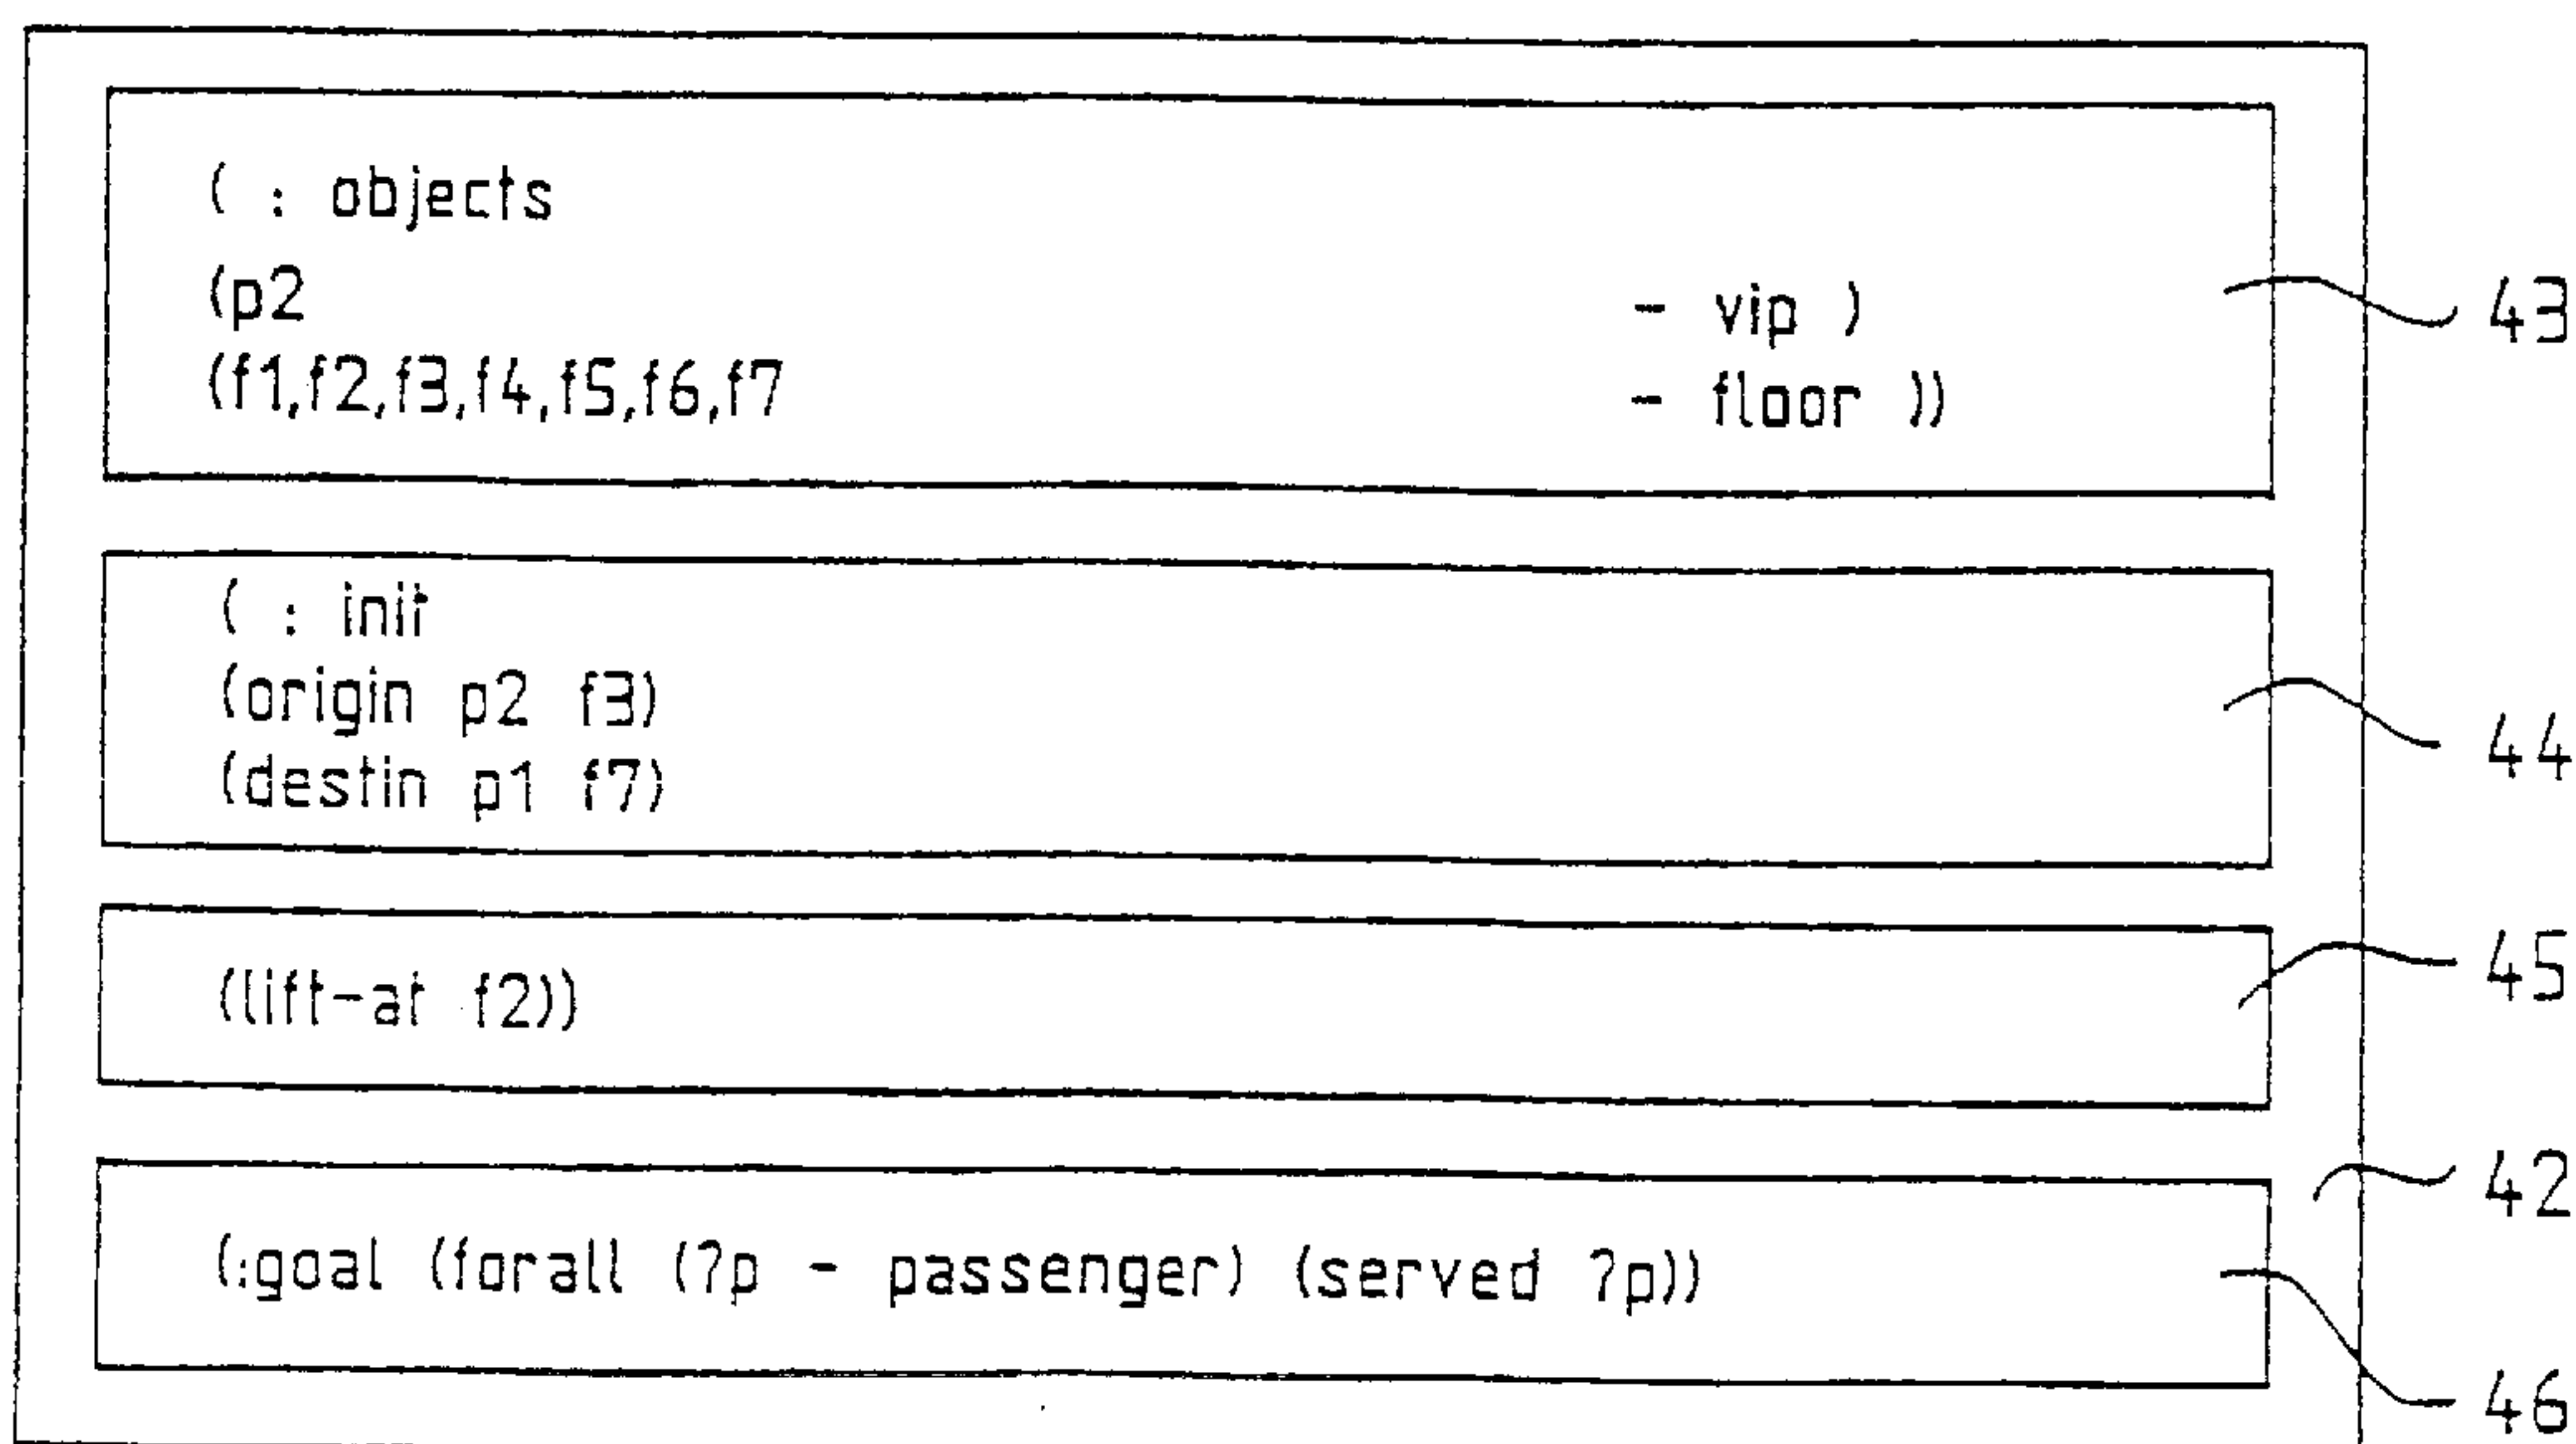 ( : objects
(p2 - vip ) 43
(f1,f2,f3,f4,f5,f6,f7 - floor ))
( : init
(origin p2 f3)
(destin p1 f7) 44
(lift-at f2)) 45
42
(:goal (forall (?p - passenger) (served ?p))
46